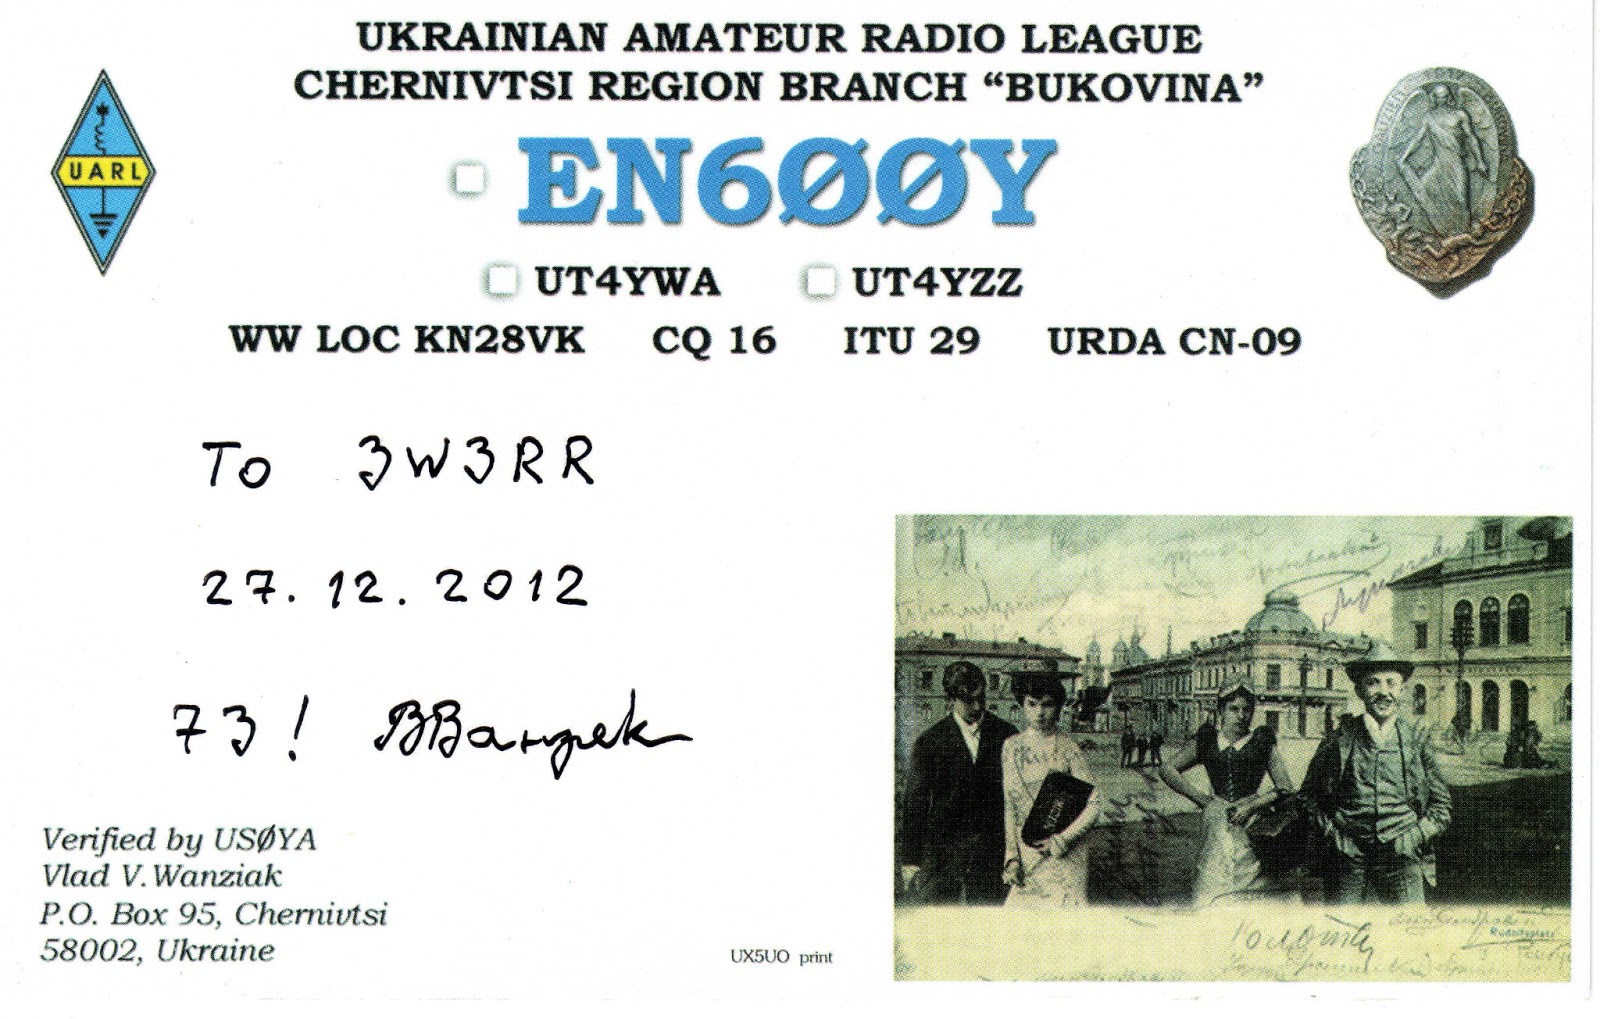 UKRAINIAN AMATEUR RADIO LEAGUE
CHERNIVTSI REGION BRANCH “BUKOVINA”
UARL
EN6ØØY
UT4YWA UT4YZZ
WW LOC KN28VK CQ 16 ITU 29 URDA CN-09
To 3W3RR
27.12.2012
73!
Verified by USØYA
Vlad V. Wanziak
P.O. Box 95, Chernivtsi
58002, Ukraine
UX5UO print